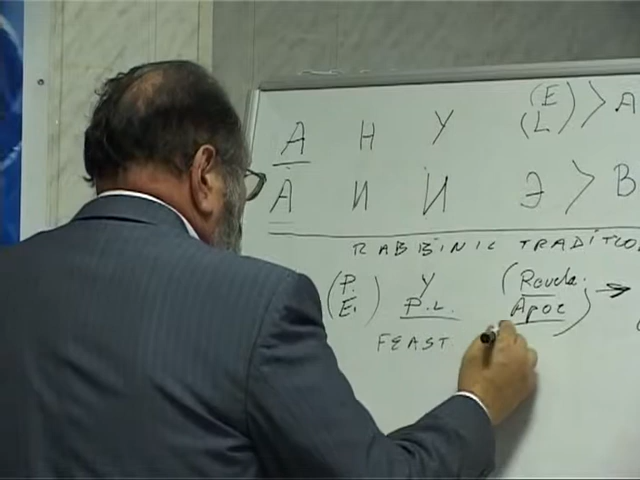 А Н У (E L) > A
А И Й Э > B
RABBINIC TRADITIO
(P. E.) Y P.L. (Revela. Apoc) →
FEAST